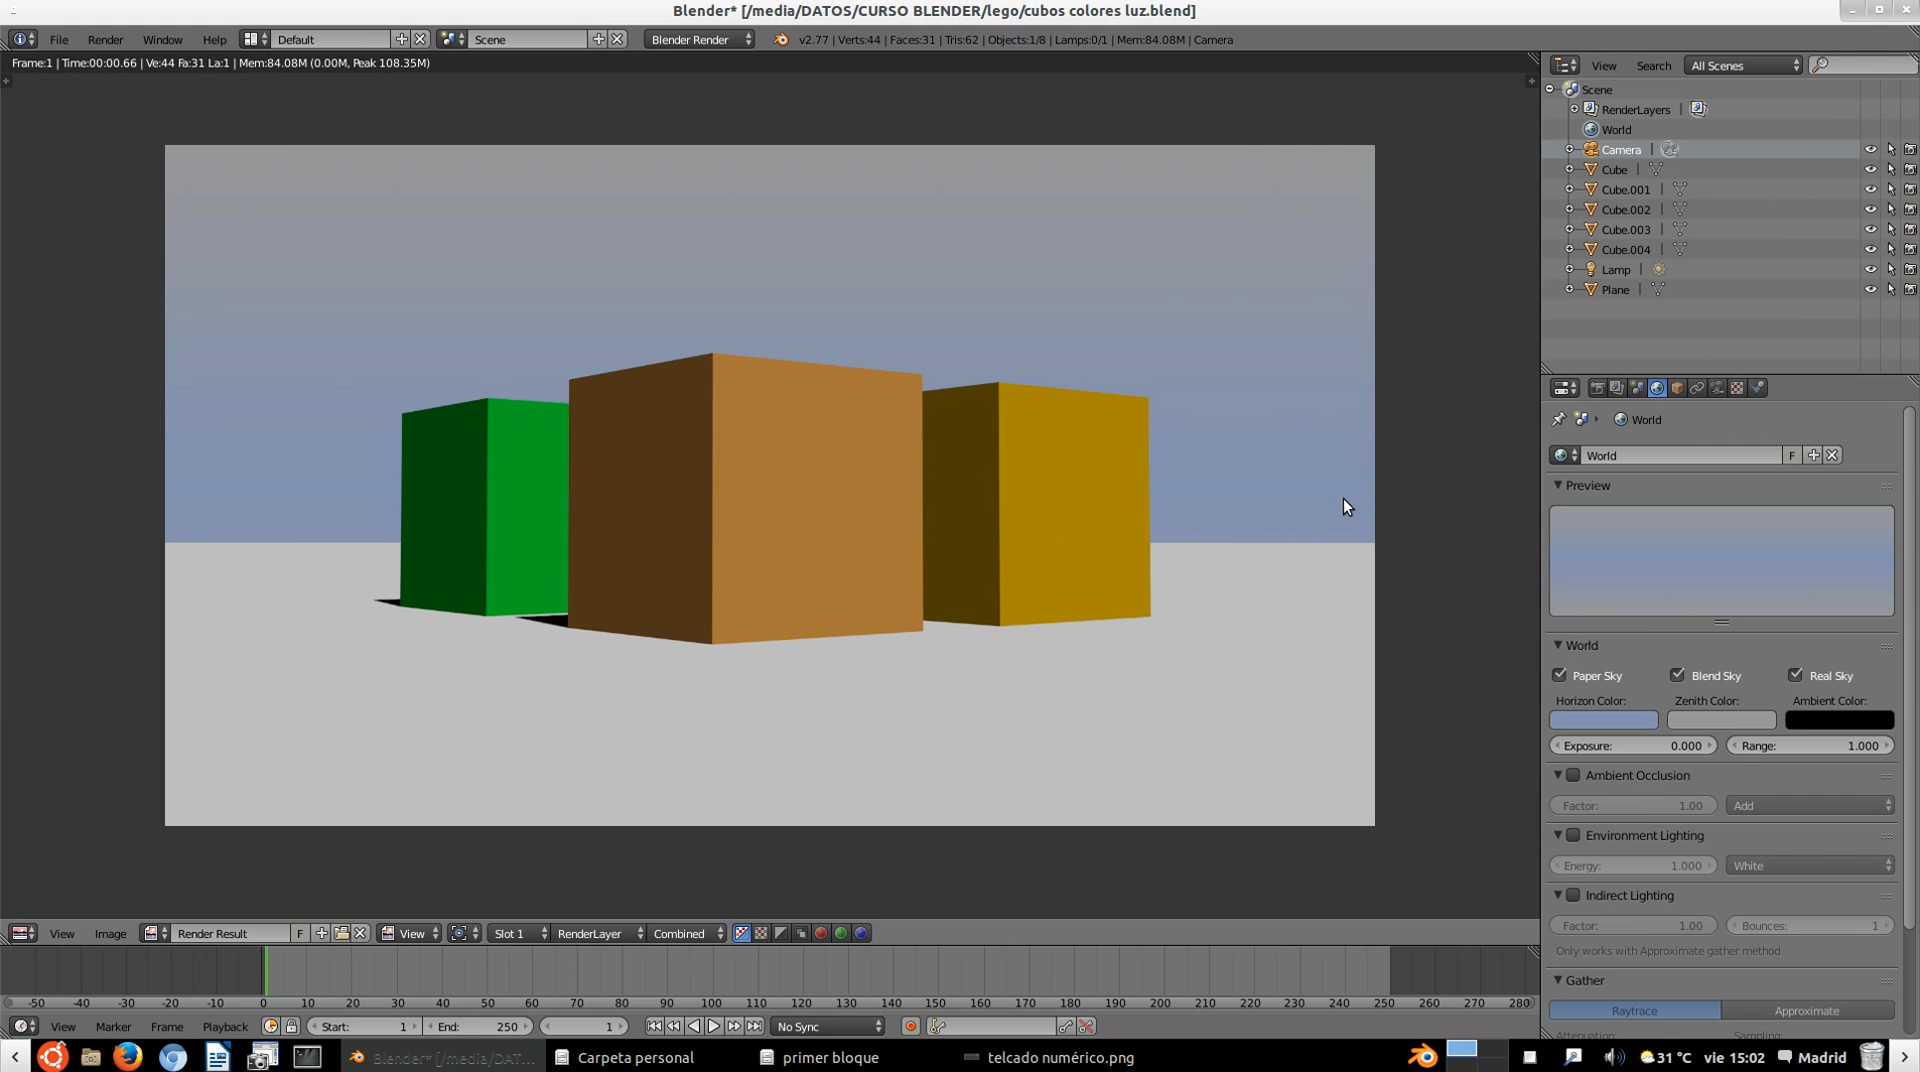 Blender* [/media/DATOS/CURSO BLENDER/lego/cubos colores luz.blend]
File Render Window Help Default Scene Blender Render v2.77 | Verts:44 | Faces:31 | Tris:62 | Objects:1/8 | Lamps:0/1 | Mem:84.08M | Camera
Frame:1 | Time:00:00.66 | Ve:44 Fa:31 La:1 | Mem:84.08M (0.00M, Peak 108.35M)
View Search All Scenes
Scene
RenderLayers
World
Camera
Cube
Cube.001
Cube.002
Cube.003
Cube.004
Lamp
Plane
World
World F
Preview
World
Paper Sky Blend Sky Real Sky
Horizon Color: Zenith Color: Ambient Color:
Exposure: 0.000 Range: 1.000
Ambient Occlusion
Factor: 1.00 Add
Environment Lighting
Energy: 1.000 White
Indirect Lighting
Factor: 1.00 Bounces: 1
Only works with Approximate gather method
Gather
Raytrace Approximate
Attenuation: Sampling:
View Image Render Result F View Slot 1 RenderLayer Combined
-50 -40 -30 -20 -10 0 10 20 30 40 50 60 70 80 90 100 110 120 130 140 150 160 170 180 190 200 210 220 230 240 250 260 270 280
View Marker Frame Playback Start: 1 End: 250 1 No Sync
Blender* [/media/DAT... Carpeta personal primer bloque telcado numérico.png 31 °C vie 15:02 Madrid